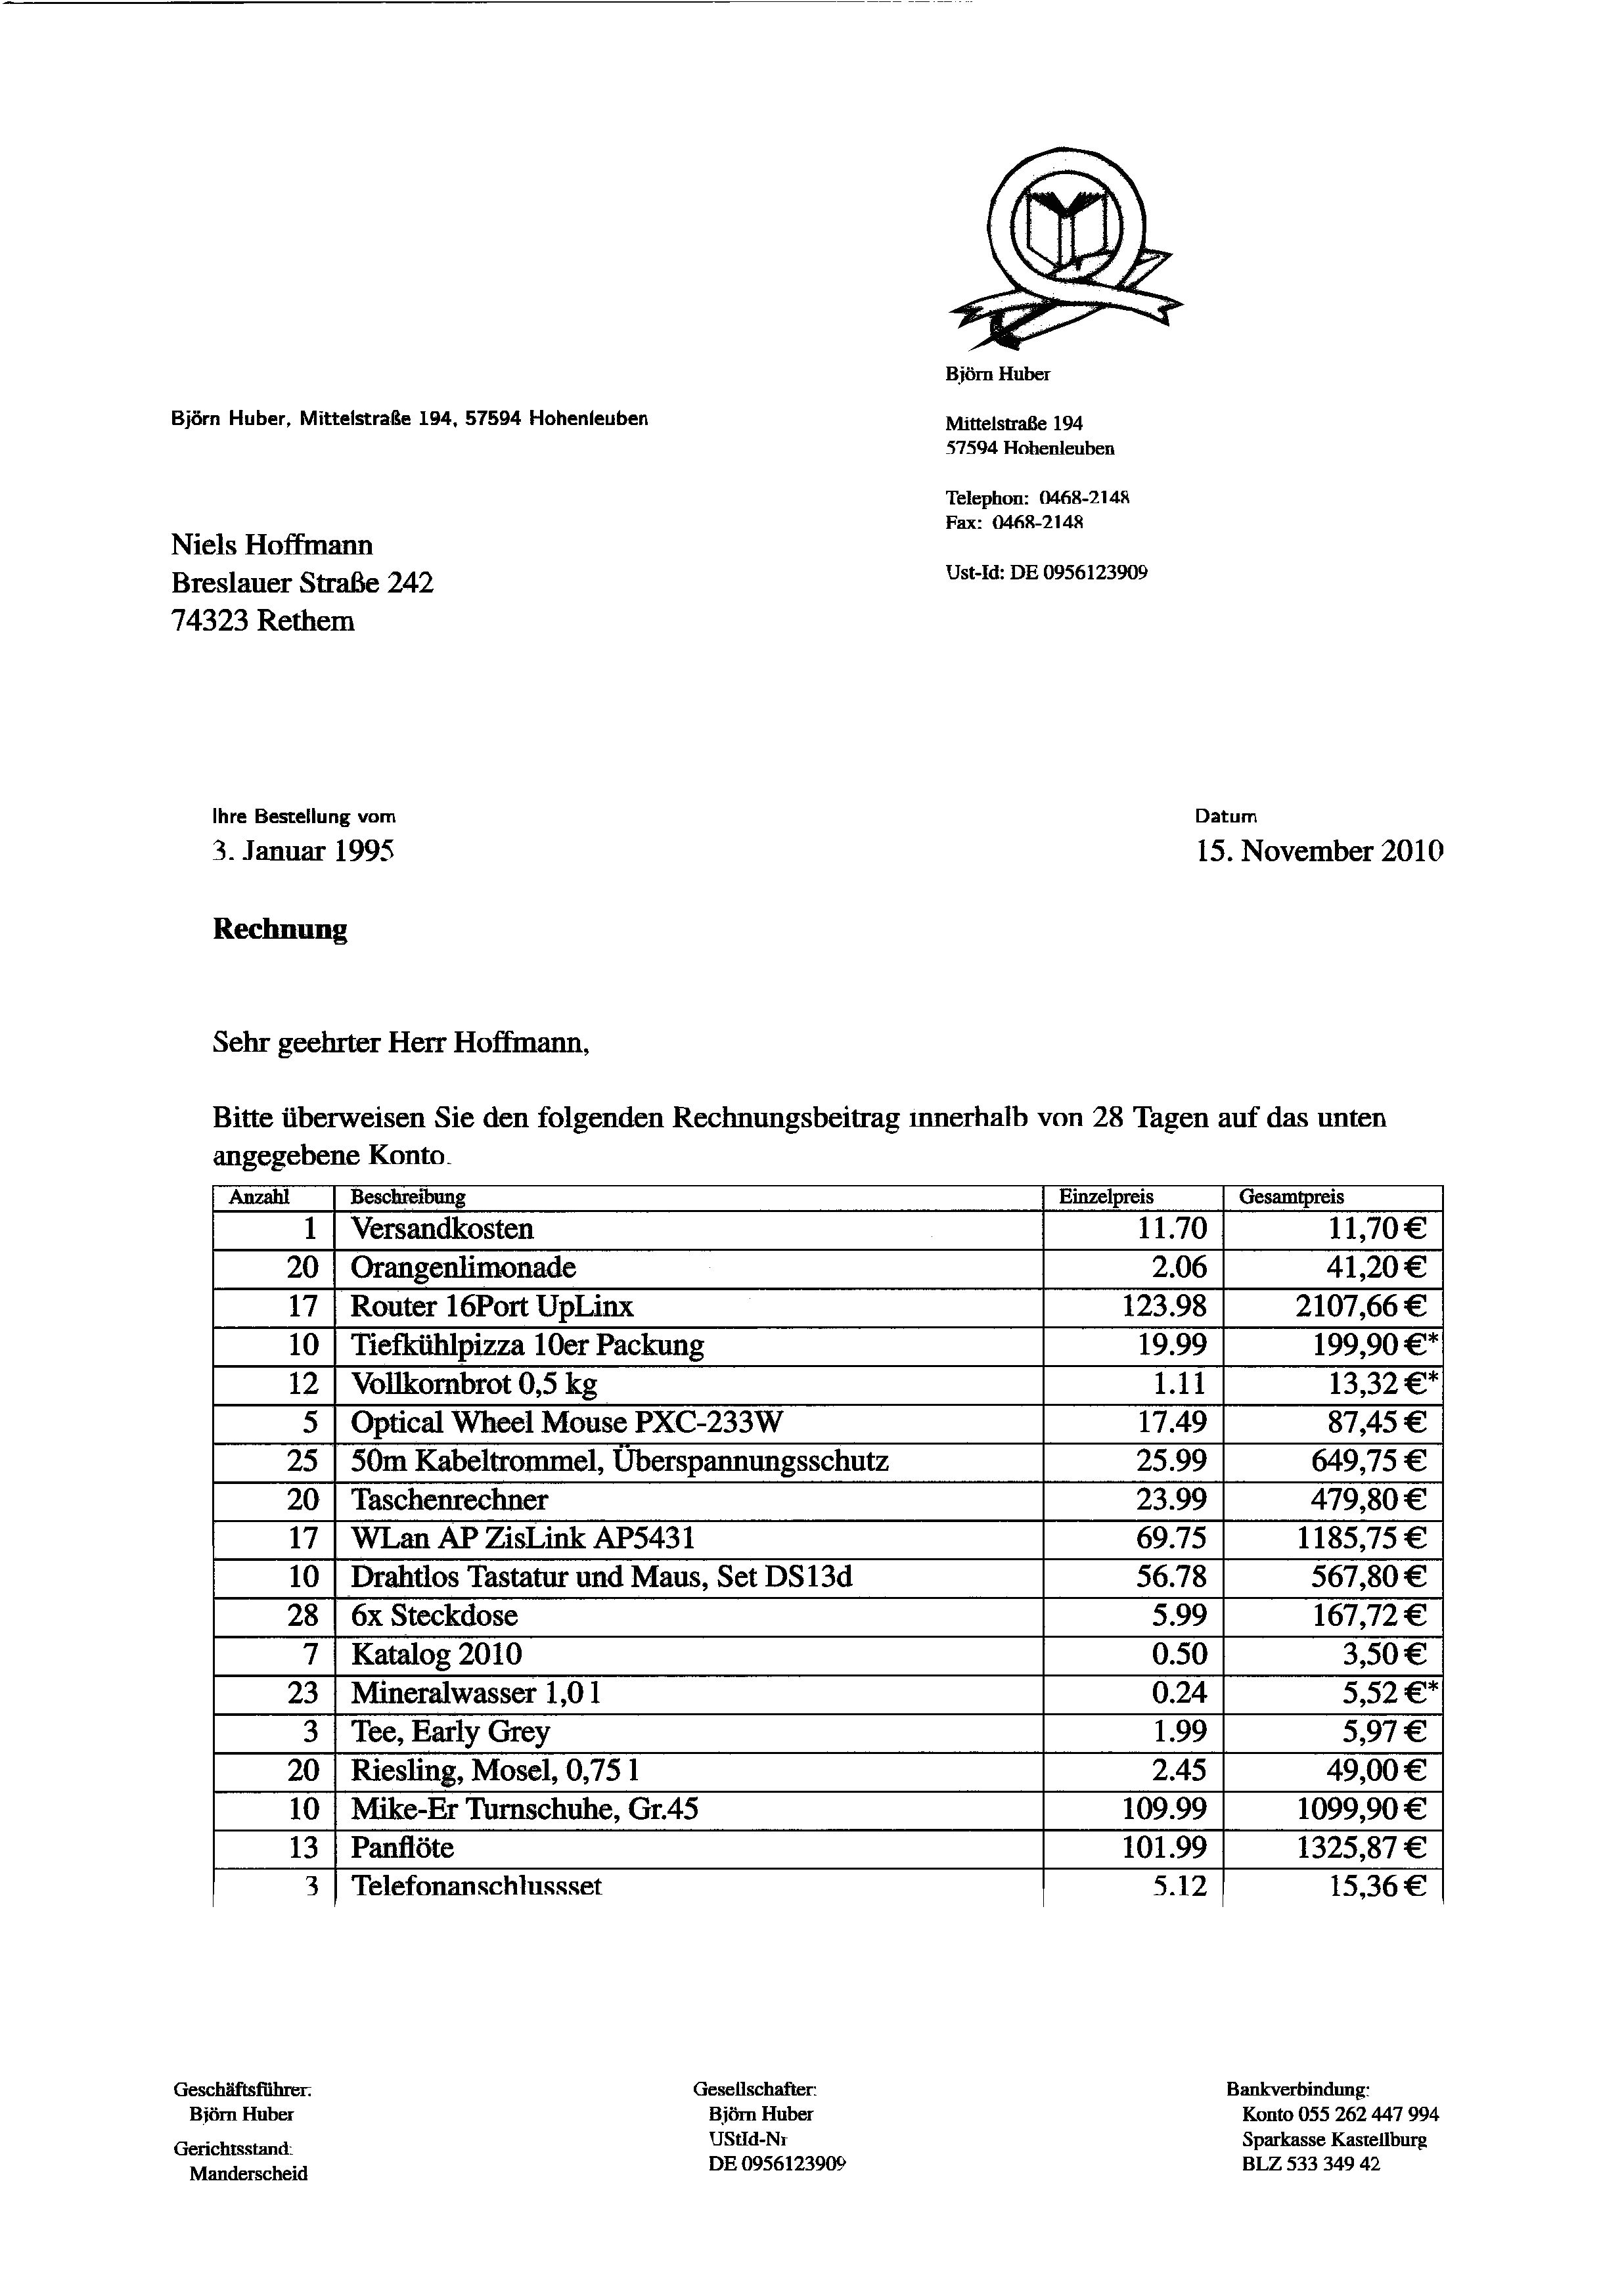 Björn Huber
Björn Huber, Mittelstraße 194, 57594 Hohenleuben
Mittelstraße 194
57594 Hohenleuben
Telephon: 0468-2148
Fax: 0468-2148
Ust-Id: DE 0956123909
Niels Hoffmann
Breslauer Straße 242
74323 Rethem
Ihre Bestellung vom Datum
3. Januar 1995 15. November 2010
Rechnung
Sehr geehrter Herr Hoffmann,
Bitte überweisen Sie den folgenden Rechnungsbeitrag innerhalb von 28 Tagen auf das unten
angegebene Konto.
Anzahl Beschreibung Einzelpreis Gesamtpreis
1 Versandkosten 11.70 11,70 €
20 Orangenlimonade 2.06 41,20 €
17 Router 16Port UpLinx 123.98 2107,66 €
10 Tiefkühlpizza 10er Packung 19.99 199,90 €*
12 Vollkornbrot 0,5 kg 1.11 13,32 €*
5 Optical Wheel Mouse PXC-233W 17.49 87,45 €
25 50m Kabeltrommel, Überspannungsschutz 25.99 649,75 €
20 Taschenrechner 23.99 479,80 €
17 WLan AP ZisLink AP5431 69.75 1185,75 €
10 Drahtlos Tastatur und Maus, Set DS13d 56.78 567,80 €
28 6x Steckdose 5.99 167,72 €
7 Katalog 2010 0.50 3,50 €
23 Mineralwasser 1,0 l 0.24 5,52 €*
3 Tee, Early Grey 1.99 5,97 €
20 Riesling, Mosel, 0,75 l 2.45 49,00 €
10 Mike-Er Turnschuhe, Gr.45 109.99 1099,90 €
13 Panflöte 101.99 1325,87 €
3 Telefonanschlussset 5.12 15,36 €
Geschäftsführer:
Björn Huber
Gerichtsstand:
Manderscheid
Gesellschafter:
Björn Huber
UStId-Nr
DE 0956123909
Bankverbindung:
Konto 055 262 447 994
Sparkasse Kastellburg
BLZ 533 349 42